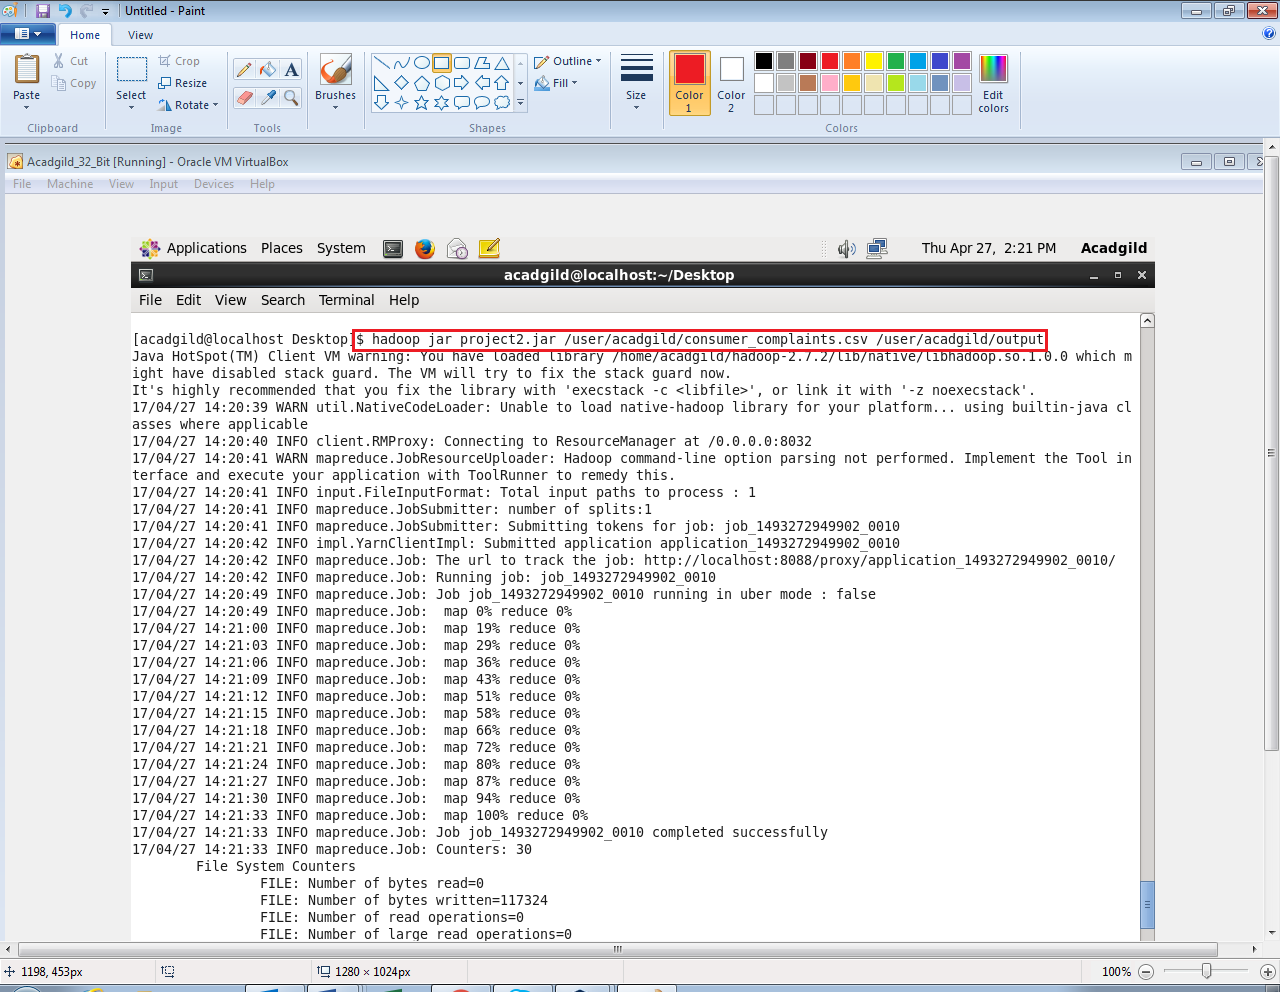 Untitled - Paint
Home View
Paste
Cut
Copy
Clipboard
Select
Crop
Resize
Rotate
Image
Tools
Brushes
Outline
Fill
Shapes
Size
Color 1
Color 2
Edit colors
Colors
Acadgild_32_Bit [Running] - Oracle VM VirtualBox
File Machine View Input Devices Help
Applications Places System Thu Apr 27, 2:21 PM Acadgild
acadgild@localhost:~/Desktop
File Edit View Search Terminal Help
[acadgild@localhost Desktop]$ hadoop jar project2.jar /user/acadgild/consumer_complaints.csv /user/acadgild/output
Java HotSpot(TM) Client VM warning: You have loaded library /home/acadgild/hadoop-2.7.2/lib/native/libhadoop.so.1.0.0 which m
ight have disabled stack guard. The VM will try to fix the stack guard now.
It's highly recommended that you fix the library with 'execstack -c <libfile>', or link it with '-z noexecstack'.
17/04/27 14:20:39 WARN util.NativeCodeLoader: Unable to load native-hadoop library for your platform... using builtin-java cl
asses where applicable
17/04/27 14:20:40 INFO client.RMProxy: Connecting to ResourceManager at /0.0.0.0:8032
17/04/27 14:20:41 WARN mapreduce.JobResourceUploader: Hadoop command-line option parsing not performed. Implement the Tool in
terface and execute your application with ToolRunner to remedy this.
17/04/27 14:20:41 INFO input.FileInputFormat: Total input paths to process : 1
17/04/27 14:20:41 INFO mapreduce.JobSubmitter: number of splits:1
17/04/27 14:20:41 INFO mapreduce.JobSubmitter: Submitting tokens for job: job_1493272949902_0010
17/04/27 14:20:42 INFO impl.YarnClientImpl: Submitted application application_1493272949902_0010
17/04/27 14:20:42 INFO mapreduce.Job: The url to track the job: http://localhost:8088/proxy/application_1493272949902_0010/
17/04/27 14:20:42 INFO mapreduce.Job: Running job: job_1493272949902_0010
17/04/27 14:20:49 INFO mapreduce.Job: Job job_1493272949902_0010 running in uber mode : false
17/04/27 14:20:49 INFO mapreduce.Job:  map 0% reduce 0%
17/04/27 14:21:00 INFO mapreduce.Job:  map 19% reduce 0%
17/04/27 14:21:03 INFO mapreduce.Job:  map 29% reduce 0%
17/04/27 14:21:06 INFO mapreduce.Job:  map 36% reduce 0%
17/04/27 14:21:09 INFO mapreduce.Job:  map 43% reduce 0%
17/04/27 14:21:12 INFO mapreduce.Job:  map 51% reduce 0%
17/04/27 14:21:15 INFO mapreduce.Job:  map 58% reduce 0%
17/04/27 14:21:18 INFO mapreduce.Job:  map 66% reduce 0%
17/04/27 14:21:21 INFO mapreduce.Job:  map 72% reduce 0%
17/04/27 14:21:24 INFO mapreduce.Job:  map 80% reduce 0%
17/04/27 14:21:27 INFO mapreduce.Job:  map 87% reduce 0%
17/04/27 14:21:30 INFO mapreduce.Job:  map 94% reduce 0%
17/04/27 14:21:33 INFO mapreduce.Job:  map 100% reduce 0%
17/04/27 14:21:33 INFO mapreduce.Job: Job job_1493272949902_0010 completed successfully
17/04/27 14:21:33 INFO mapreduce.Job: Counters: 30
File System Counters
FILE: Number of bytes read=0
FILE: Number of bytes written=117324
FILE: Number of read operations=0
FILE: Number of large read operations=0
1198, 453px 1280 × 1024px 100%